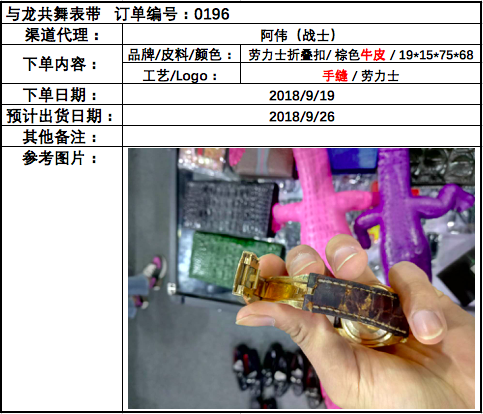 与龙共舞表带 订单编号：0196
渠道代理： 阿伟（战士）
下单内容：
品牌/皮料/颜色： 劳力士折叠扣/ 棕色牛皮 / 19*15*75*68
工艺/Logo： 手缝 / 劳力士
下单日期： 2018/9/19
预计出货日期： 2018/9/26
其他备注：
参考图片：